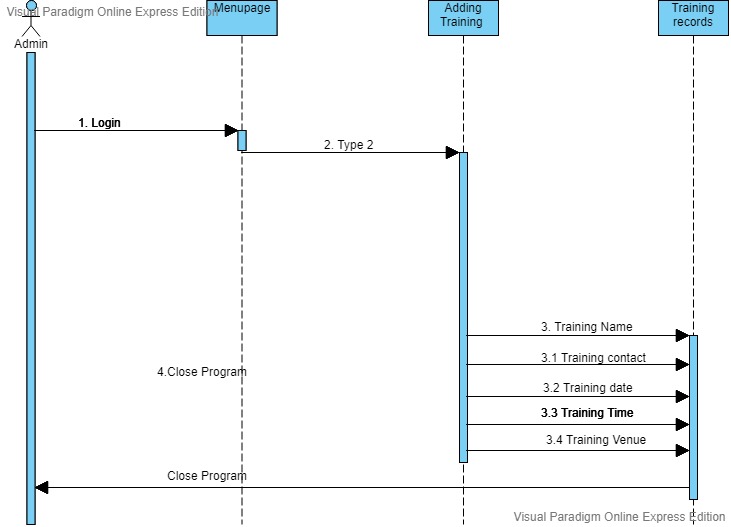 Visual Paradigm Online Express Edition
Menupage
Adding
Training
Training
records
Admin
1. Login
2. Type 2
3. Training Name
3.1 Training contact
4.Close Program
3.2 Training date
3.3 Training Time
3.4 Training Venue
Close Program
Visual Paradigm Online Express Edition